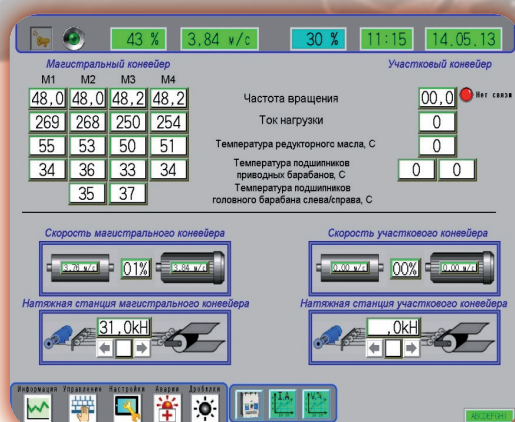 43 % 3,84 м/с 30 % 11:15 14.05.13
Магистральный конвейер Участковый конвейер
М1 М2 М3 М4
48,0 48,0 48,2 48,2 Частота вращения 00,0 Нет связи
269 268 250 254 Ток нагрузки 0
55 53 50 51 Температура редукторного масла, С 0
34 36 33 34 Температура подшипников приводных барабанов, С 0 0
35 37 Температура подшипников головного барабана слева/справа, С
Скорость магистрального конвейера Скорость участкового конвейера
3.78 м/с 01% 3.84 м/с 0.00 м/с 00% 0.00 м/с
Натяжная станция магистрального конвейера Натяжная станция участкового конвейера
31,0кН ,0кН
Информация Управление Настройки Аварии Дробилки
I,A, V,%,
ABCDEFGHI